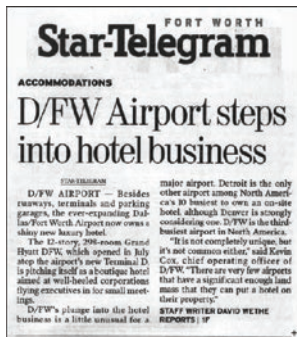 FORT WORTH
Star-Telegram
ACCOMMODATIONS
D/FW Airport steps
into hotel business
STAR-TELEGRAM
D/FW AIRPORT — Besides
runways, terminals and parking
garages, the ever-expanding Dal-
las/Fort Worth Airport now owns a
shiny new luxury hotel.
The 12-story, 298-room Grand
Hyatt DFW, which opened in July
atop the airport's new Terminal D,
is pitching itself as a boutique hotel
aimed at well-heeled corporations
flying executives in for small meet-
ings.
D/FW's plunge into the hotel
business is a little unusual for a
major airport. Detroit is the only
other airport among North Ameri-
ca's 10 busiest to own an on-site
hotel, although Denver is strongly
considering one. D/FW is the third-
busiest airport in North America.
"It is not completely unique, but
it's not common either," said Kevin
Cox, chief operating officer of
D/FW. "There are very few airports
that have a significant enough land
mass that they can put a hotel on
their property."
STAFF WRITER DAVID WETHE
REPORTS | 1F